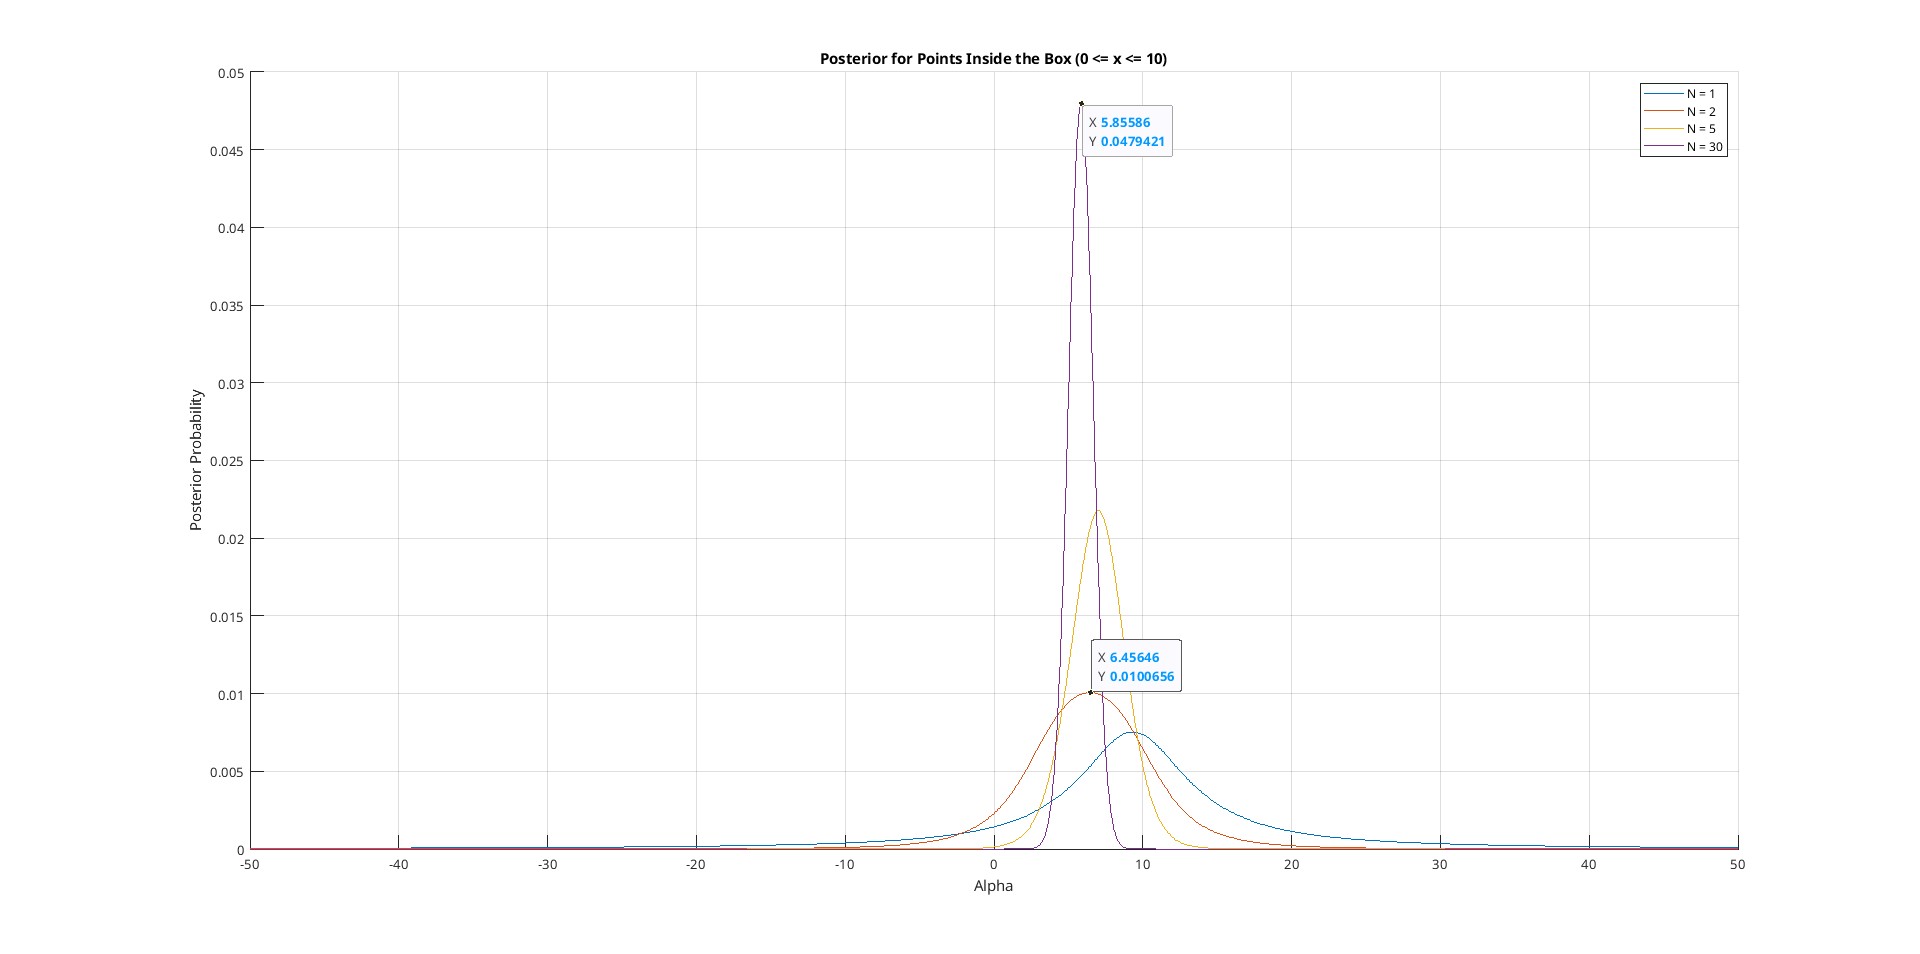 Posterior for Points Inside the Box (0 <= x <= 10)
0.05
N = 1
N = 2
N = 5
N = 30
X 5.85586
Y 0.0479421
0.045
0.04
0.035
0.03
0.025
0.02
0.015
X 6.45646
Y 0.0100656
0.01
0.005
0
Posterior Probability
-50 -40 -30 -20 -10 0 10 20 30 40 50
Alpha